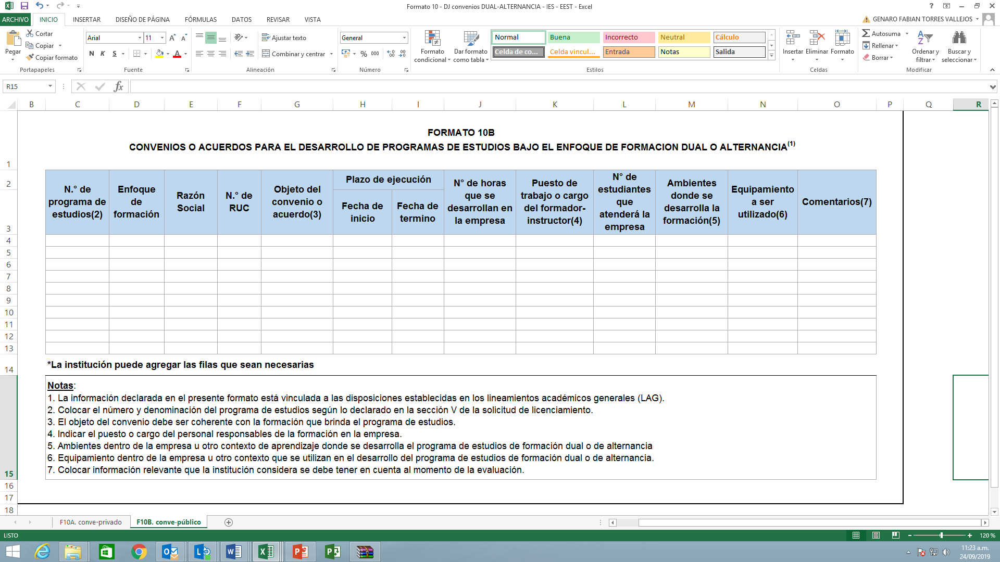 Formato 10 - DJ convenios DUAL-ALTERNANCIA - IES - EEST - Excel
ARCHIVO INICIO INSERTAR DISEÑO DE PÁGINA FÓRMULAS DATOS REVISAR VISTA GENARO FABIAN TORRES VALLEJOS
Pegar
Cortar
Copiar
Copiar formato
Portapapeles
Arial 11
N K S
Fuente
Ajustar texto
Combinar y centrar
Alineación
General
% 000
Número
Formato condicional
Dar formato como tabla
Normal Buena Incorrecto Neutral Cálculo
Celda de co... Celda vincul... Entrada Notas Salida
Estilos
Insertar Eliminar Formato
Celdas
Autosuma
Rellenar
Borrar
Ordenar y filtrar
Buscar y seleccionar
Modificar
R15 fx
B C D E F G H I J K L M N O P Q R
FORMATO 10B
CONVENIOS O ACUERDOS PARA EL DESARROLLO DE PROGRAMAS DE ESTUDIOS BAJO EL ENFOQUE DE FORMACION DUAL O ALTERNANCIA(1)
1
2
3
N.° de programa de estudios(2)
Enfoque de formación
Razón Social
N.° de RUC
Objeto del convenio o acuerdo(3)
Plazo de ejecución
Fecha de inicio
Fecha de termino
N° de horas que se desarrollan en la empresa
Puesto de trabajo o cargo del formador-instructor(4)
N° de estudiantes que atenderá la empresa
Ambientes donde se desarrolla la formación(5)
Equipamiento a ser utilizado(6)
Comentarios(7)
4
5
6
7
8
9
10
11
12
13
14
*La institución puede agregar las filas que sean necesarias
Notas:
1. La información declarada en el presente formato está vinculada a las disposiciones establecidas en los lineamientos académicos generales (LAG).
2. Colocar el número y denominación del programa de estudios según lo declarado en la sección V de la solicitud de licenciamiento.
3. El objeto del convenio debe ser coherente con la formación que brinda el programa de estudios.
4. Indicar el puesto o cargo del personal responsables de la formación en la empresa.
5. Ambientes dentro de la empresa u otro contexto de aprendizaje donde se desarrolla el programa de estudios de formación dual o de alternancia
6. Equipamiento dentro de la empresa u otro contexto que se utilizan en el desarrollo del programa de estudios de formación dual o de alternancia.
7. Colocar información relevante que la institución considera se debe tener en cuenta al momento de la evaluación.
15
16
17
18
F10A. conve-privado F10B. conve-público
LISTO 120 %
11:23 a.m.
24/09/2019